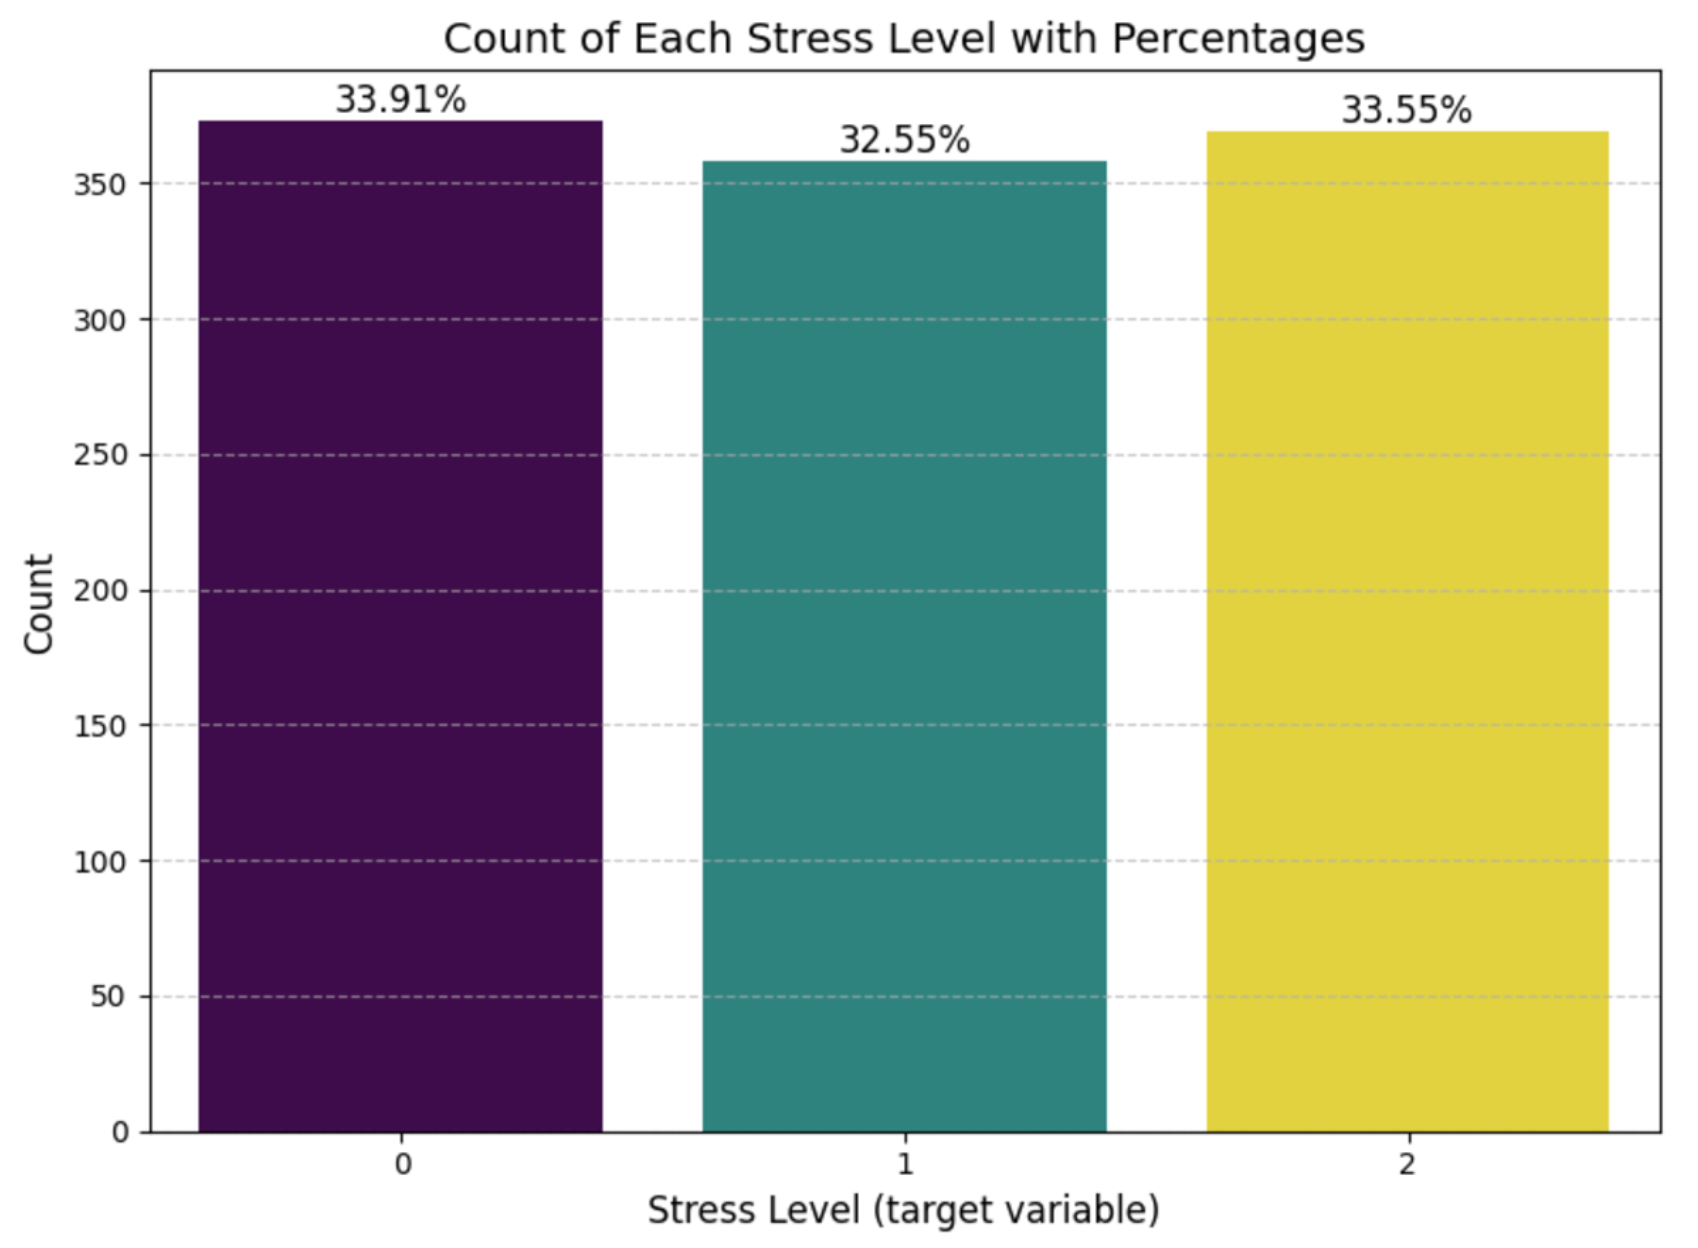 Count of Each Stress Level with Percentages
33.91%
32.55%
33.55%
350
300
250
200
150
100
50
0
Count
0 1 2
Stress Level (target variable)